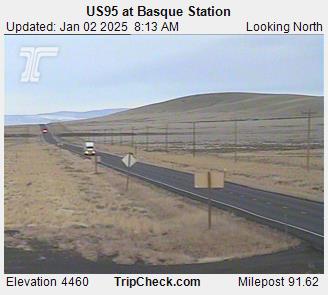 US95 at Basque Station
Updated: Jan 02 2025 8:13 AM Looking North
Elevation 4460 TripCheck.com Milepost 91.62